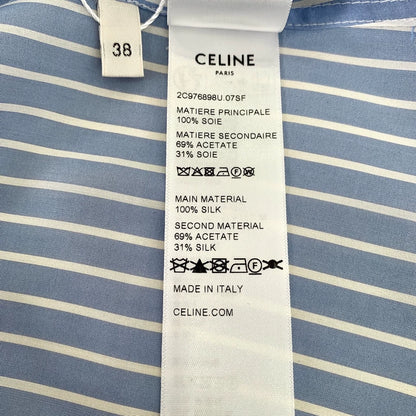 38
CELINE
PARIS
2C976898U.07SF
MATIERE PRINCIPALE
100% SOIE
MATIERE SECONDAIRE
69% ACETATE
31% SOIE
MAIN MATERIAL
100% SILK
SECOND MATERIAL
69% ACETATE
31% SILK
MADE IN ITALY
CELINE.COM